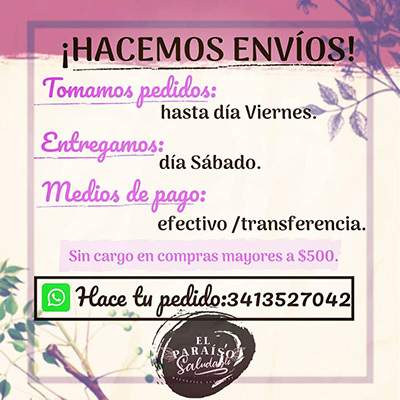 ¡HACEMOS ENVÍOS!
Tomamos pedidos:
hasta día Viernes.
Entregamos:
día Sábado.
Medios de pago:
efectivo /transferencia.
Sin cargo en compras mayores a $500.
Hace tu pedido:3413527042
EL
PARAÍSO
Saludable